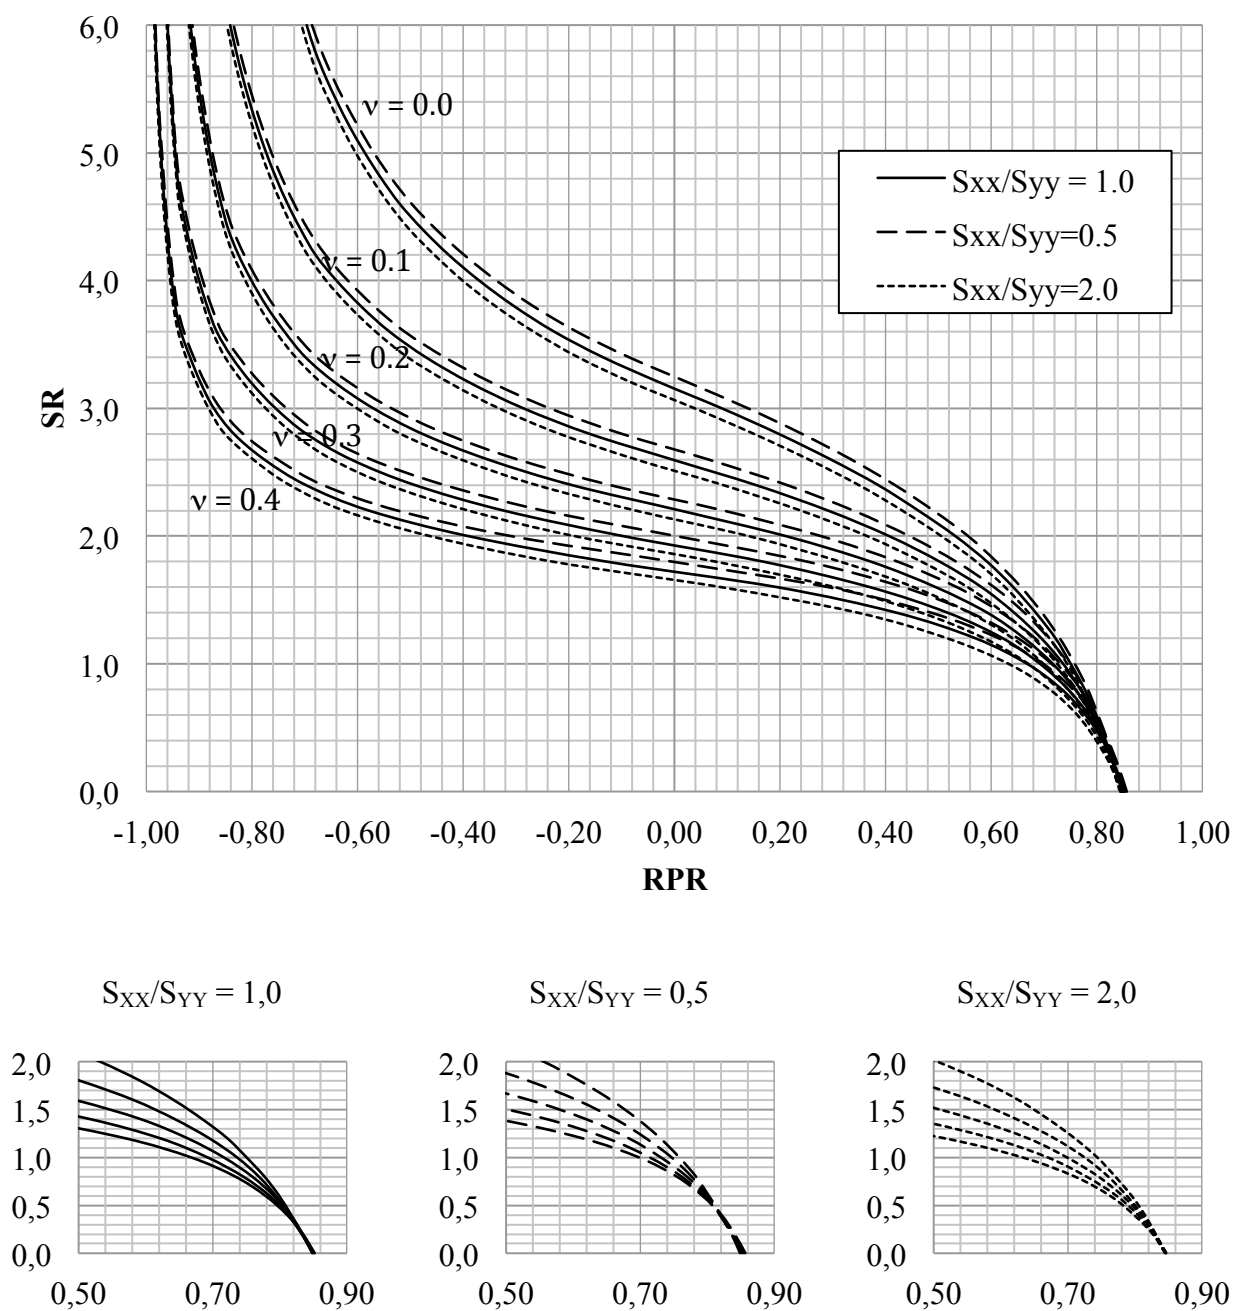 6,0
ν = 0.0
5,0
Sxx/Syy = 1.0
Sxx/Syy=0.5
Sxx/Syy=2.0
4,0
ν = 0.1
ν = 0.2
SR
3,0
ν = 0.3
ν = 0.4
2,0
1,0
0,0
-1,00 -0,80 -0,60 -0,40 -0,20 0,00 0,20 0,40 0,60 0,80 1,00
RPR
SXX/SYY = 1,0
2,0
1,5
1,0
0,5
0,0
0,50 0,70 0,90
SXX/SYY = 0,5
2,0
1,5
1,0
0,5
0,0
0,50 0,70 0,90
SXX/SYY = 2,0
2,0
1,5
1,0
0,5
0,0
0,50 0,70 0,90